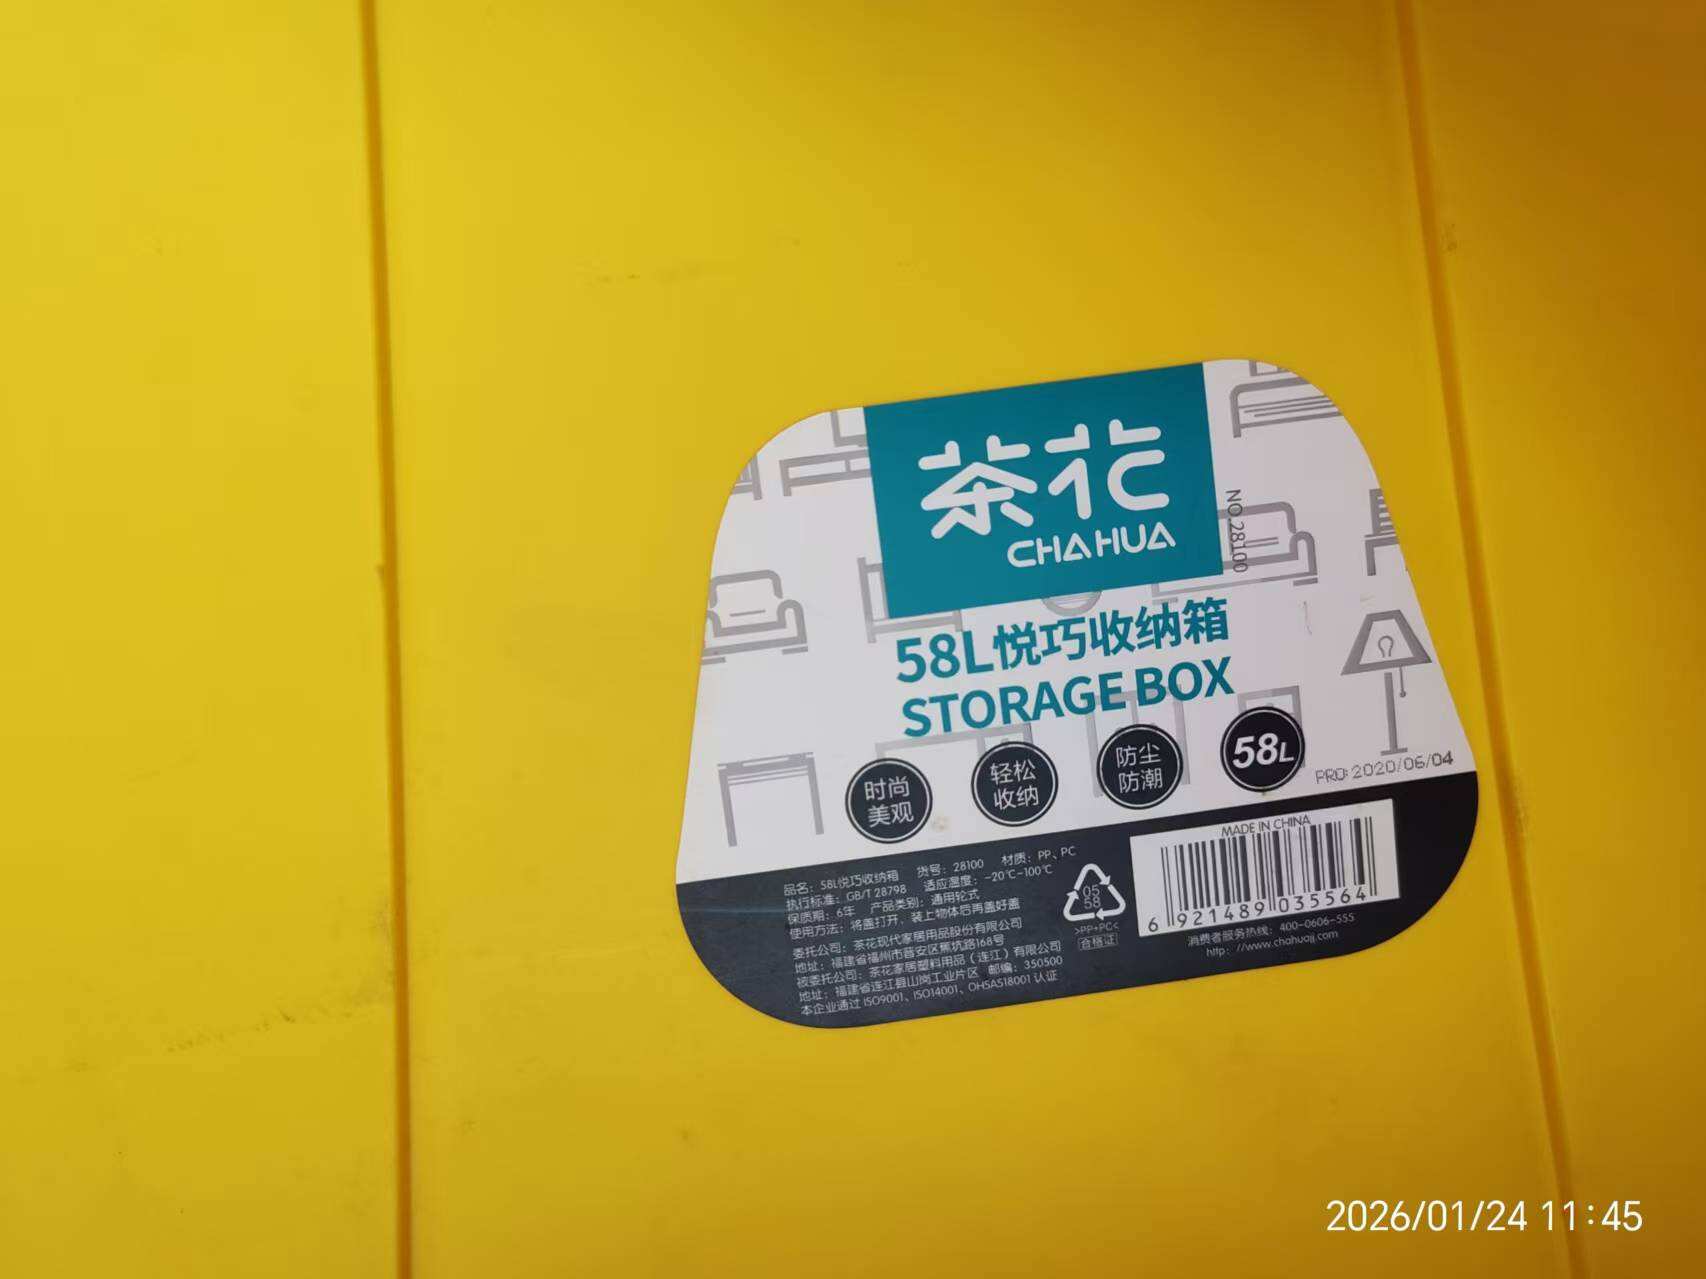 茶花
CHAHUA
NO.28100
58L悦巧收纳箱
STORAGE BOX
时尚
美观
轻松
收纳
防尘
防潮
58L
PRO:2020/06/04
品名：58L悦巧收纳箱 货号：28100 材质：PP、PC
执行标准：GB/T 28798 适应温度：-20℃-100℃
保质期：6年 产品类别：通用轮式
使用方法：将盖打开，装上物体后再盖好盖
委托公司：茶花现代家居用品股份有限公司
地址：福建省福州市晋安区蕉坑路168号
被委托公司：茶花家居塑料用品（连江）有限公司
地址：福建省连江县山岗工业片区 邮编：350500
本企业通过 ISO9001、ISO14001、OHSAS18001 认证
05
58
>PP+PC<
合格证
MADE IN CHINA
6 921489 035564
消费者服务热线：400-0606-555
http：//www.chahuajj.com
2026/01/24 11:45